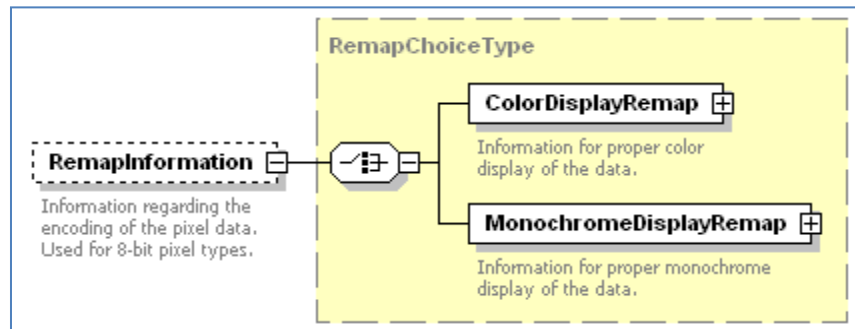 RemapChoiceType
ColorDisplayRemap
Information for proper color
display of the data.
RemapInformation
Information regarding the
encoding of the pixel data.
Used for 8-bit pixel types.
MonochromeDisplayRemap
Information for proper monochrome
display of the data.